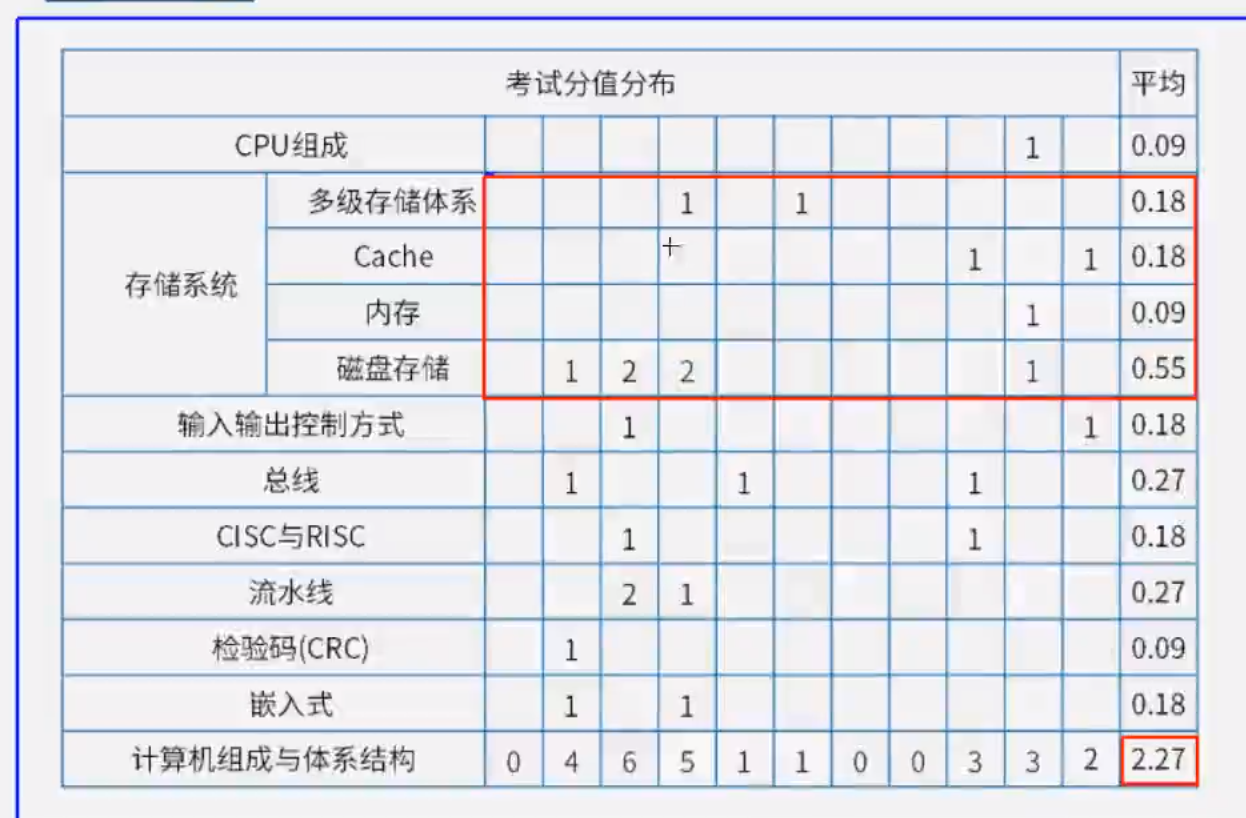 考试分值分布 平均
CPU组成 1 0.09
存储系统
多级存储体系 1 1 0.18
Cache 1 1 0.18
内存 1 0.09
磁盘存储 1 2 2 1 0.55
输入输出控制方式 1 1 0.18
总线 1 1 1 0.27
CISC与RISC 1 1 0.18
流水线 2 1 0.27
检验码(CRC) 1 0.09
嵌入式 1 1 0.18
计算机组成与体系结构 0 4 6 5 1 1 0 0 3 3 2 2.27